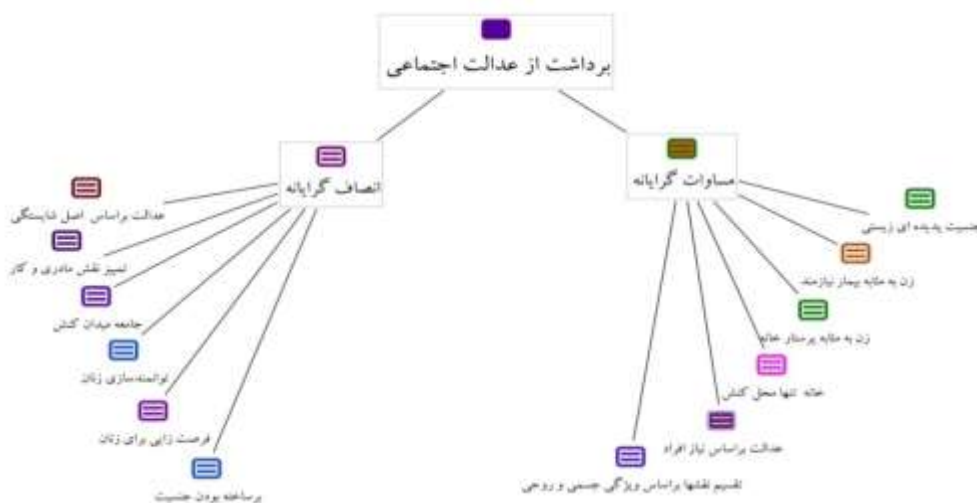 برداشت از عدالت اجتماعی
مساوات گرایانه
انصاف گرایانه
جنسیت پدیده ای زیستی
زن به مثابه بیمار نیازمند
زن به مثابه پرستار خانه
خانه تنها محل کنش
عدالت براساس نیاز افراد
تقسیم نقشها براساس ویژگی جسمی و روحی
عدالت براساس اصل شایستگی
تمییز نقش مادری و کار
جامعه میدان کنش
توانمندسازی زنان
فرصت زایی برای زنان
برساخته بودن جنسیت